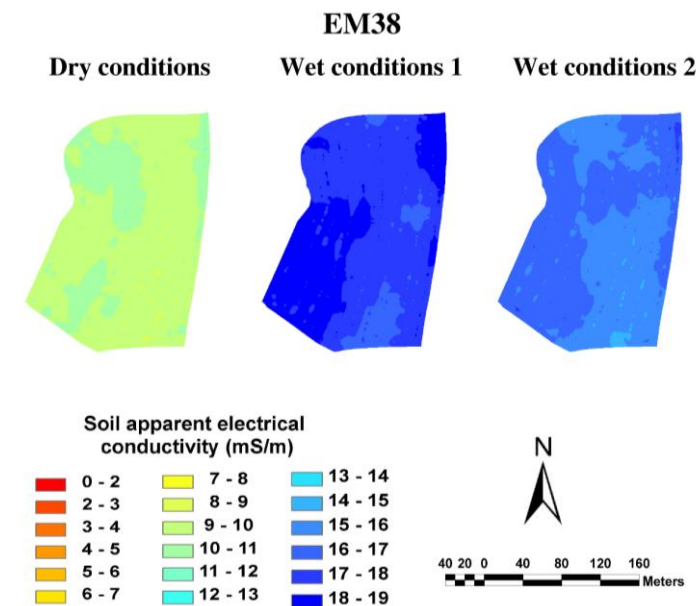 EM38
Dry conditions Wet conditions 1 Wet conditions 2
Soil apparent electrical
conductivity (mS/m)
0 - 2 7 - 8 13 - 14
2 - 3 8 - 9 14 - 15
3 - 4 9 - 10 15 - 16
4 - 5 10 - 11 16 - 17
5 - 6 11 - 12 17 - 18
6 - 7 12 - 13 18 - 19
N
40 20 0 40 80 120 160
Meters